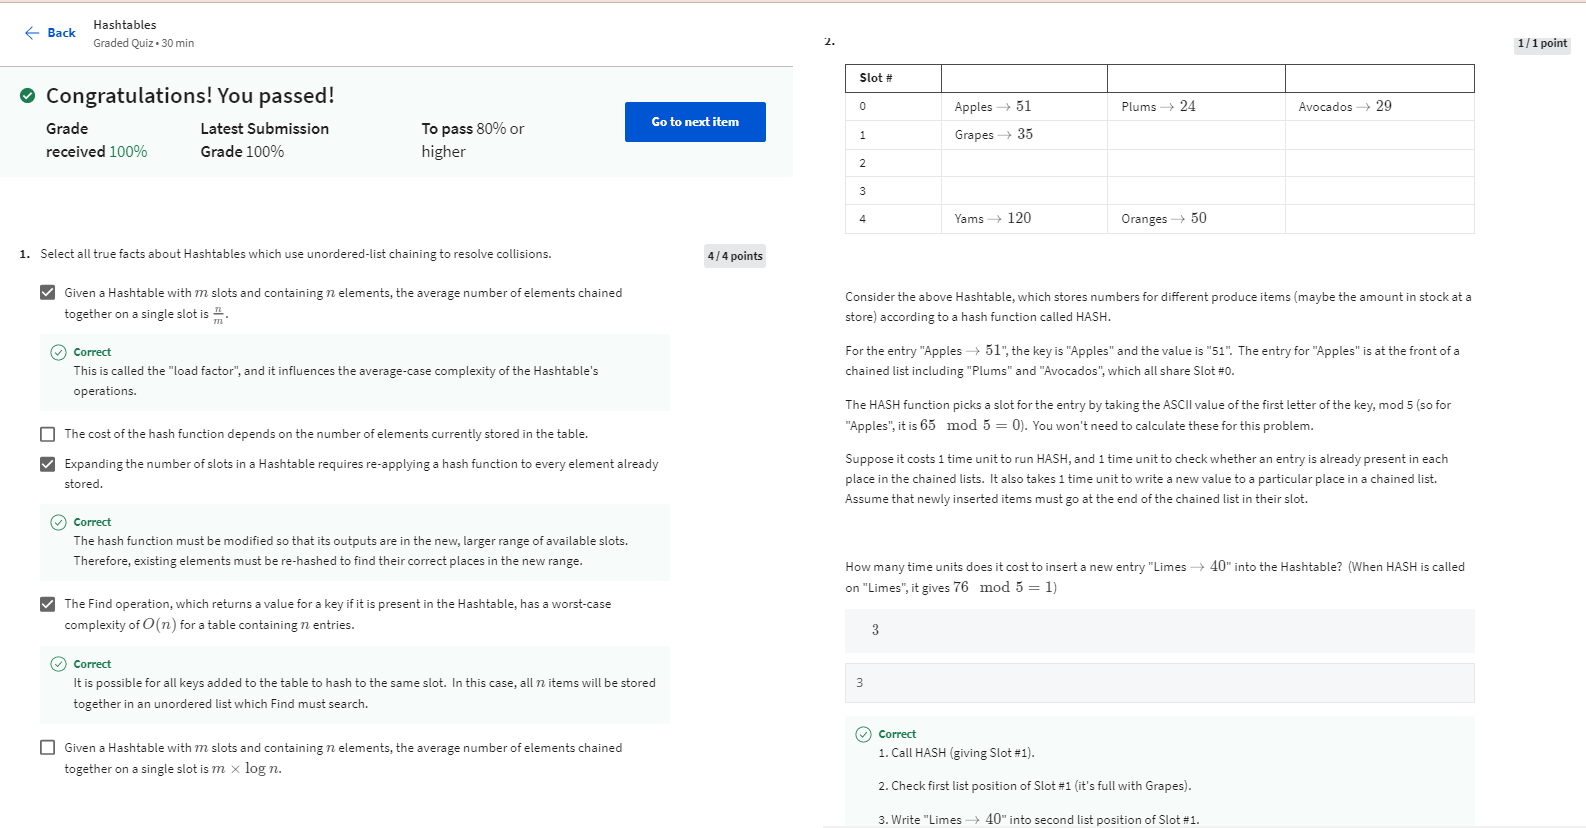 Back
Hashtables
Graded Quiz • 30 min
Congratulations! You passed!
Grade received 100%
Latest Submission Grade 100%
To pass 80% or higher
Go to next item
1. Select all true facts about Hashtables which use unordered-list chaining to resolve collisions.
4 / 4 points
Given a Hashtable with m slots and containing n elements, the average number of elements chained
together on a single slot is n/m.
Correct
This is called the "load factor", and it influences the average-case complexity of the Hashtable's
operations.
The cost of the hash function depends on the number of elements currently stored in the table.
Expanding the number of slots in a Hashtable requires re-applying a hash function to every element already
stored.
Correct
The hash function must be modified so that its outputs are in the new, larger range of available slots.
Therefore, existing elements must be re-hashed to find their correct places in the new range.
The Find operation, which returns a value for a key if it is present in the Hashtable, has a worst-case
complexity of O(n) for a table containing n entries.
Correct
It is possible for all keys added to the table to hash to the same slot. In this case, all n items will be stored
together in an unordered list which Find must search.
Given a Hashtable with m slots and containing n elements, the average number of elements chained
together on a single slot is m × log n.
2.
1 / 1 point
Slot #
0 Apples → 51 Plums → 24 Avocados → 29
1 Grapes → 35
2
3
4 Yams → 120 Oranges → 50
Consider the above Hashtable, which stores numbers for different produce items (maybe the amount in stock at a
store) according to a hash function called HASH.
For the entry "Apples → 51", the key is "Apples" and the value is "51". The entry for "Apples" is at the front of a
chained list including "Plums" and "Avocados", which all share Slot #0.
The HASH function picks a slot for the entry by taking the ASCII value of the first letter of the key, mod 5 (so for
"Apples", it is 65 mod 5 = 0). You won't need to calculate these for this problem.
Suppose it costs 1 time unit to run HASH, and 1 time unit to check whether an entry is already present in each
place in the chained lists. It also takes 1 time unit to write a new value to a particular place in a chained list.
Assume that newly inserted items must go at the end of the chained list in their slot.
How many time units does it cost to insert a new entry "Limes → 40" into the Hashtable? (When HASH is called
on "Limes", it gives 76 mod 5 = 1)
3
3
Correct
1. Call HASH (giving Slot #1).
2. Check first list position of Slot #1 (it's full with Grapes).
3. Write "Limes → 40" into second list position of Slot #1.